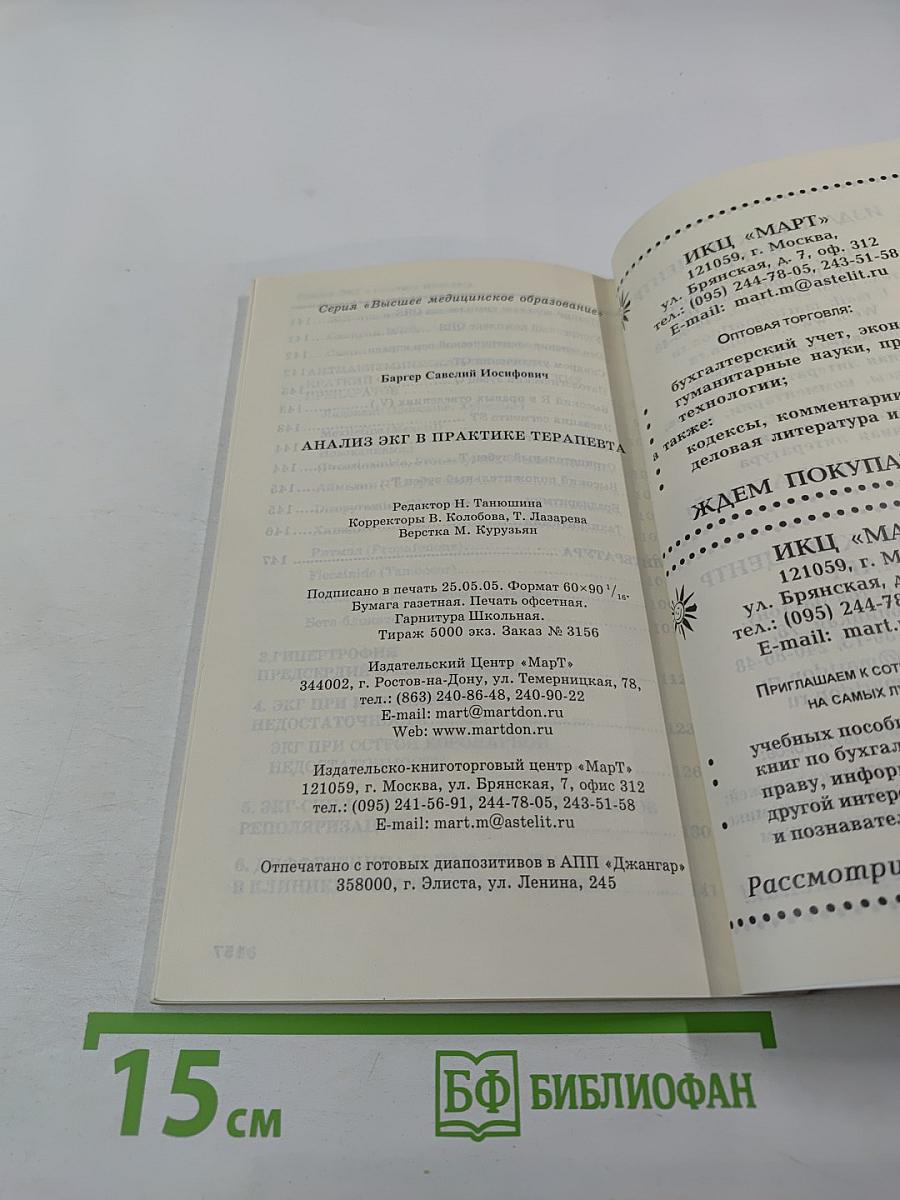 Серия «Высшее медицинское образование»
Баргер Савелий Иосифович
АНАЛИЗ ЭКГ В ПРАКТИКЕ ТЕРАПЕВТА
Редактор Н. Танюшина
Корректоры В. Колобова, Т. Лазарева
Верстка М. Курузьян
Подписано в печать 25.05.05. Формат 60×90 1/16.
Бумага газетная. Печать офсетная.
Гарнитура Школьная.
Тираж 5000 экз. Заказ № 3156
Издательский Центр «МарТ»
344002, г. Ростов-на-Дону, ул. Темерницкая, 78,
тел.: (863) 240-86-48, 240-90-22
E-mail: mart@martdon.ru
Web: www.martdon.ru
Издательско-книготорговый центр «МарТ»
121059, г. Москва, ул. Брянская, 7, офис 312
тел.: (095) 241-56-91, 244-78-05, 243-51-58
E-mail: mart.m@astelit.ru
Отпечатано с готовых диапозитивов в АПП «Джангар»
358000, г. Элиста, ул. Ленина, 245
ИКЦ «МАРТ»
121059, г. Москва,
ул. Брянская, д. 7, оф. 312
тел.: (095) 244-78-05, 243-51-58
E-mail: mart.m@astelit.ru
Оптовая торговля:
бухгалтерский учет, экон
гуманитарные науки, пр
технологии;
а также:
кодексы, комментарии
деловая литература и
ЖДЕМ ПОКУПА
ИКЦ «МА
121059, г. М
ул. Брянская, д
тел.: (095) 244-78
E-mail: mart.
Приглашаем к сот
на самых л
учебных пособи
книг по бухгал
праву, инфор
другой интер
и познавател
Рассмотри
15 см
БФ БИБЛИОФАН